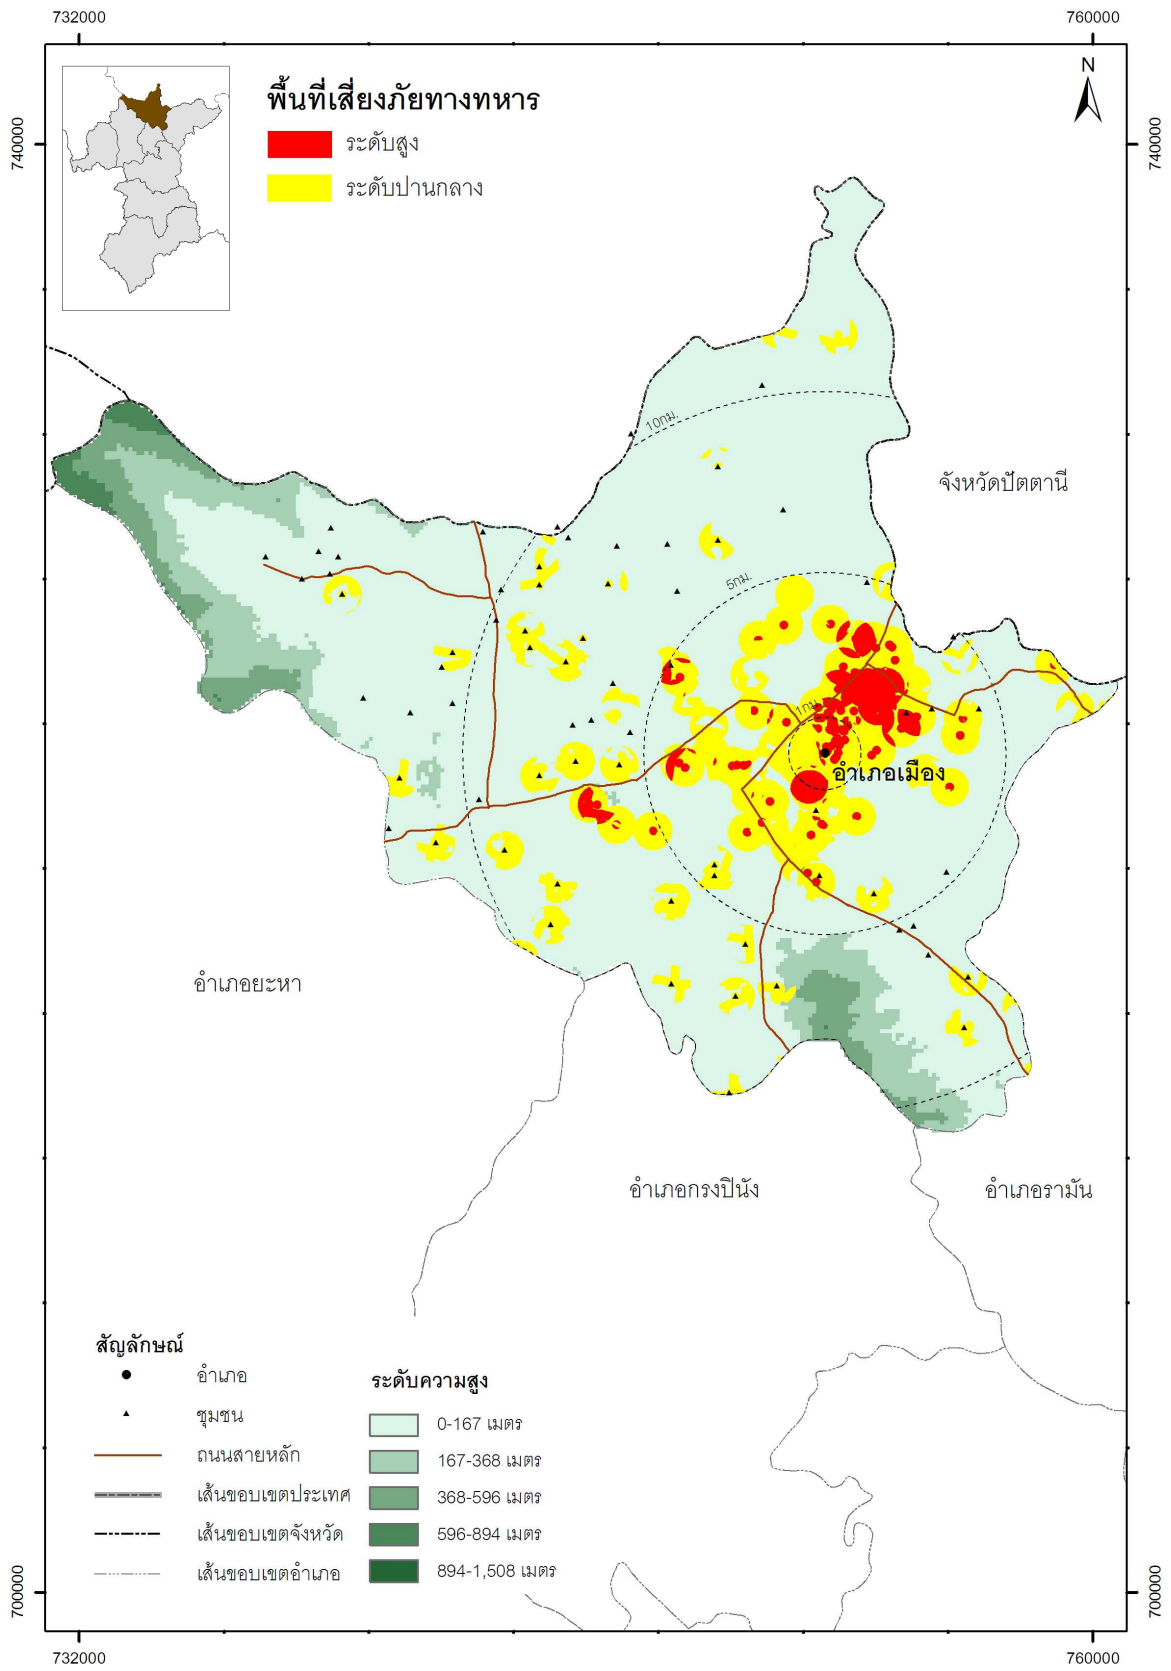 732000
760000
740000
740000
N
พื้นที่เสี่ยงภัยทางทหาร
ระดับสูง
ระดับปานกลาง
10กม.
จังหวัดปัตตานี
5กม.
1กม.
อำเภอเมือง
อำเภอยะหา
อำเภอกรงปินัง
อำเภอรามัน
สัญลักษณ์
อำเภอ
ชุมชน
ถนนสายหลัก
เส้นขอบเขตประเทศ
เส้นขอบเขตจังหวัด
เส้นขอบเขตอำเภอ
ระดับความสูง
0-167 เมตร
167-368 เมตร
368-596 เมตร
596-894 เมตร
894-1,508 เมตร
700000
700000
732000
760000